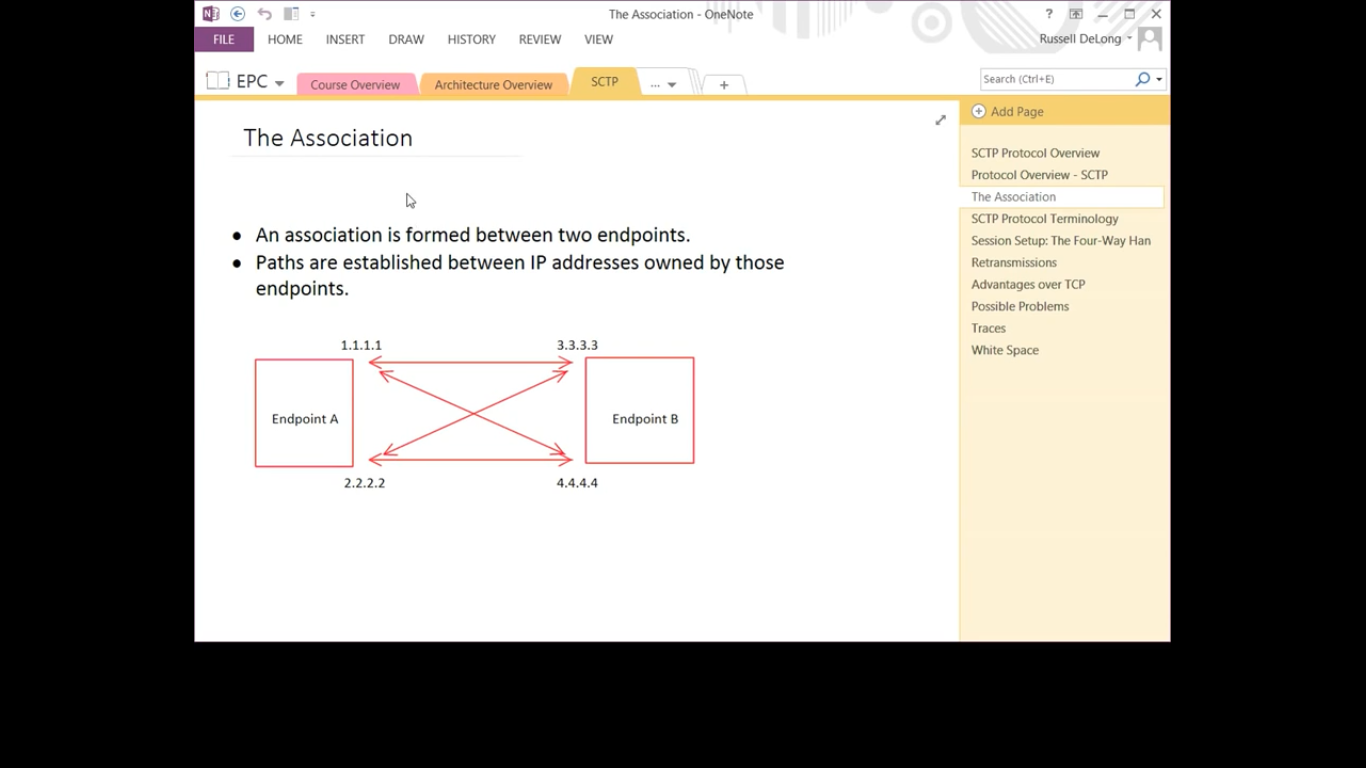 The Association - OneNote
?
FILE HOME INSERT DRAW HISTORY REVIEW VIEW
Russell DeLong
EPC
Course Overview
Architecture Overview
SCTP
...
+
Search (Ctrl+E)
The Association
An association is formed between two endpoints.
Paths are established between IP addresses owned by those
endpoints.
1.1.1.1 3.3.3.3
Endpoint A Endpoint B
2.2.2.2 4.4.4.4
Add Page
SCTP Protocol Overview
Protocol Overview - SCTP
The Association
SCTP Protocol Terminology
Session Setup: The Four-Way Han
Retransmissions
Advantages over TCP
Possible Problems
Traces
White Space